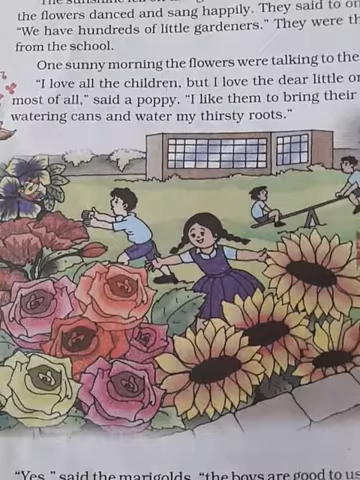 the flowers danced and sang happily. They said to
"We have hundreds of little gardeners." They were
from the school.
One sunny morning the flowers were talking to the
"I love all the children, but I love the dear little
most of all," said a poppy. "I like them to bring their
watering cans and water my thirsty roots."
"Yes," said the marigolds, "the boys are good to us